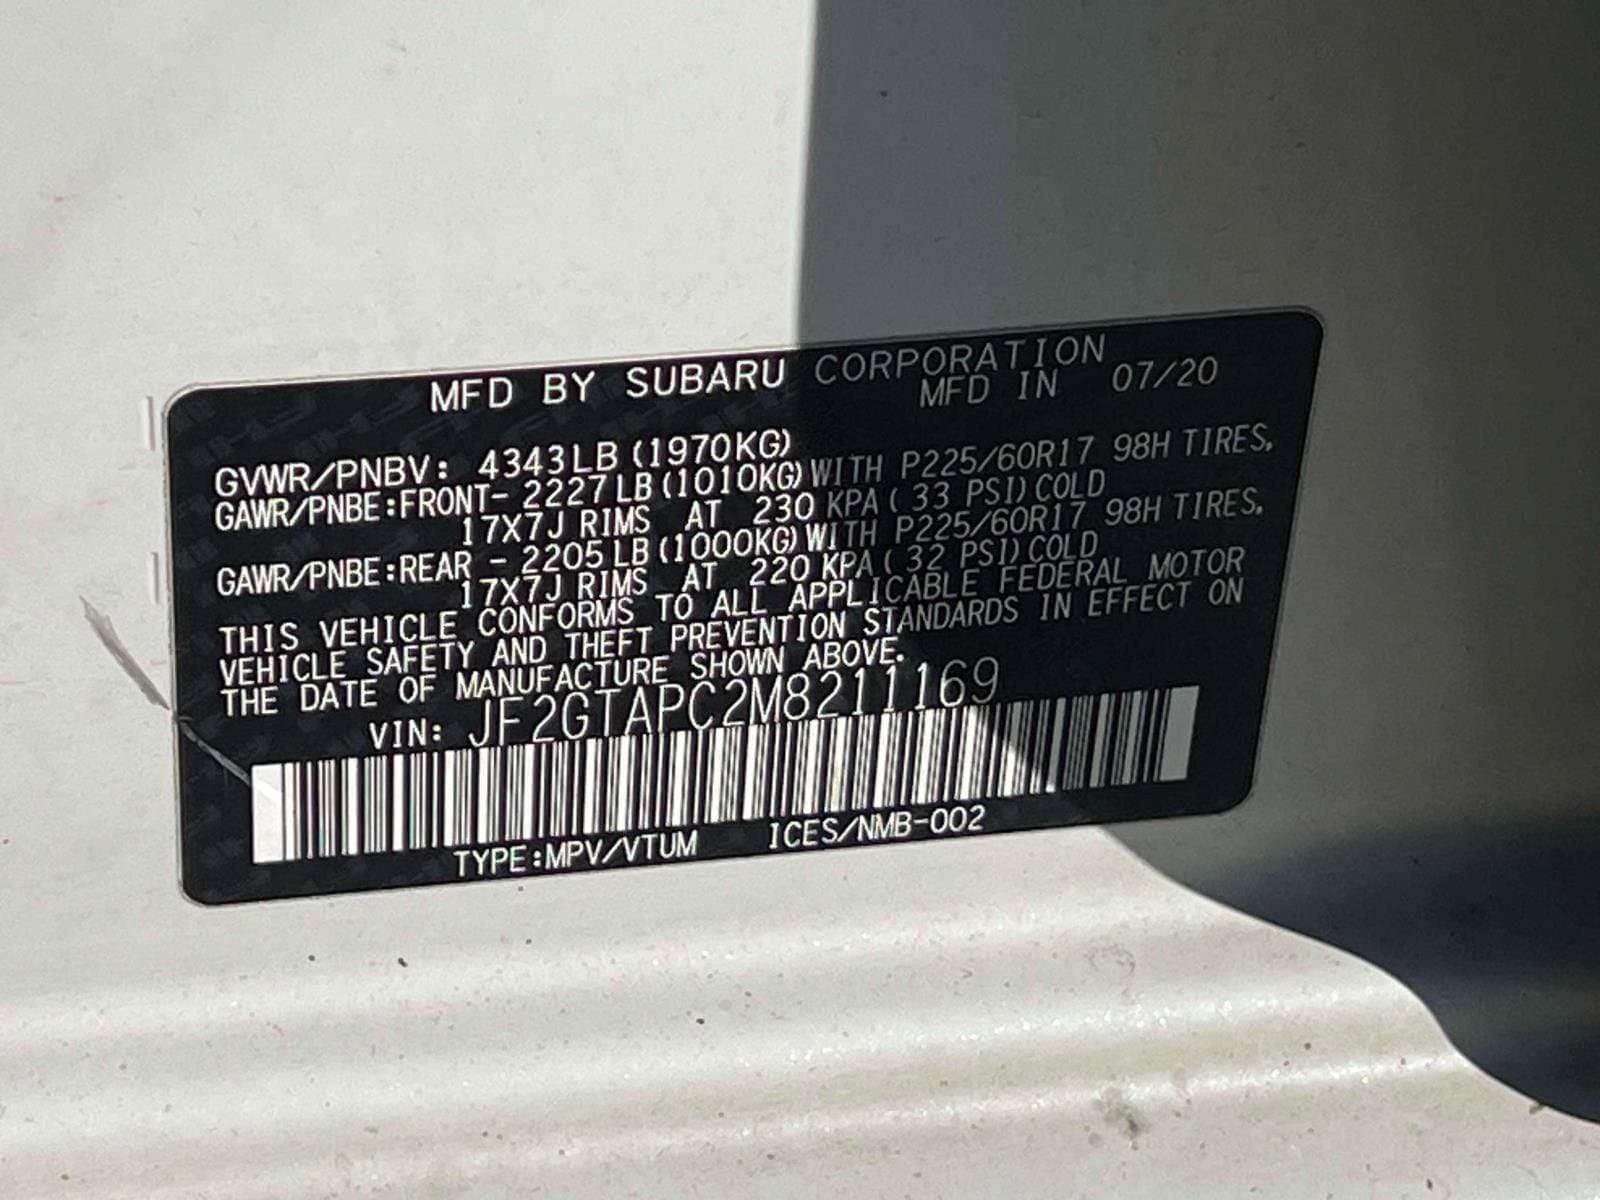 MFD BY SUBARU CORPORATION
MFD IN 07/20
GVWR/PNBV: 4343LB (1970KG)
GAWR/PNBE:FRONT- 2227LB (1010KG) WITH P225/60R17 98H TIRES,
17X7J RIMS AT 230 KPA ( 33 PSI) COLD
GAWR/PNBE:REAR - 2205LB (1000KG) WITH P225/60R17 98H TIRES,
17X7J RIMS AT 220 KPA ( 32 PSI) COLD
THIS VEHICLE CONFORMS TO ALL APPLICABLE FEDERAL MOTOR
VEHICLE SAFETY AND THEFT PREVENTION STANDARDS IN EFFECT ON
THE DATE OF MANUFACTURE SHOWN ABOVE.
VIN: JF2GTAPC2M8211169
TYPE:MPV/VTUM ICES/NMB-002